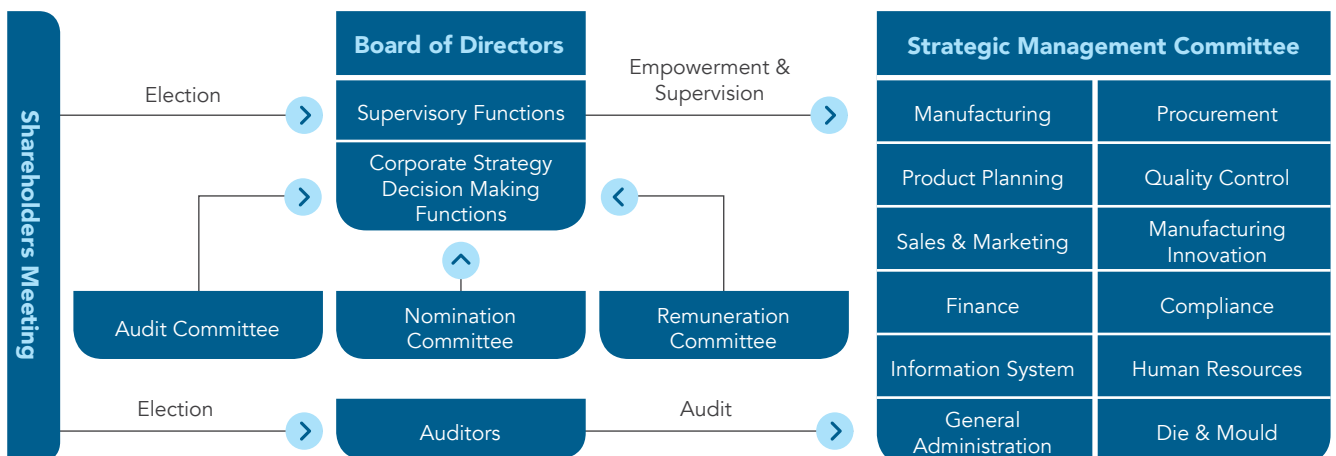 Shareholders Meeting
Election
Board of Directors
Supervisory Functions
Corporate Strategy
Decision Making
Functions
Empowerment &
Supervision
Audit Committee
Nomination
Committee
Remuneration
Committee
Election
Auditors
Audit
Strategic Management Committee
Manufacturing
Procurement
Product Planning
Quality Control
Sales & Marketing
Manufacturing
Innovation
Finance
Compliance
Information System
Human Resources
General
Administration
Die & Mould